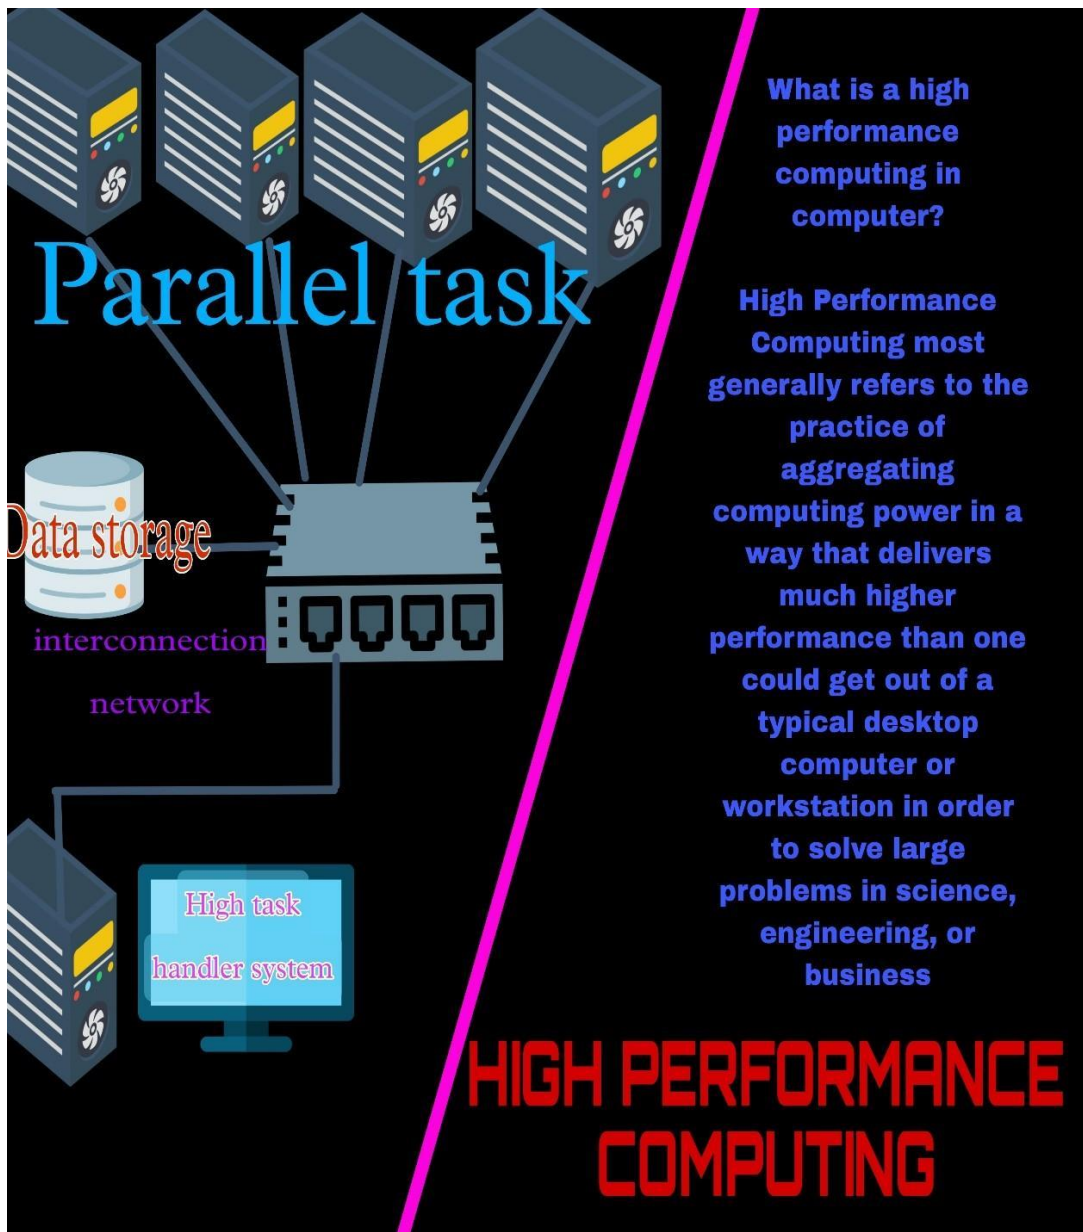 Parallel task
Data storage
interconnection
network
High task
handler system
What is a high
performance
computing in
computer?
High Performance
Computing most
generally refers to the
practice of
aggregating
computing power in a
way that delivers
much higher
performance than one
could get out of a
typical desktop
computer or
workstation in order
to solve large
problems in science,
engineering, or
business
HIGH PERFORMANCE
COMPUTING